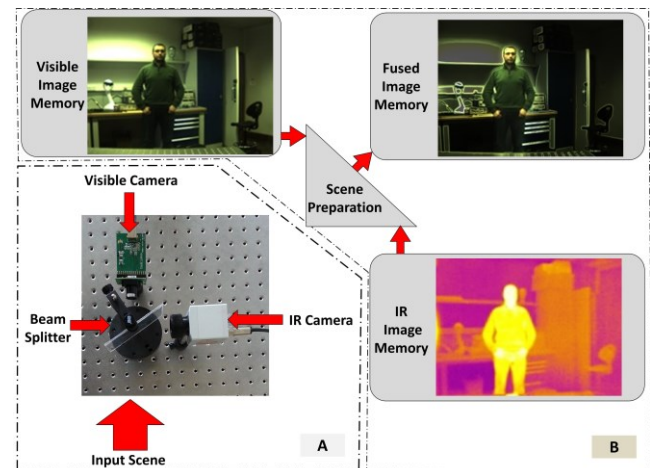 Visible
Image
Memory
Fused
Image
Memory
Scene
Preparation
Visible Camera
Beam
Splitter
IR Camera
Input Scene
A
IR
Image
Memory
B